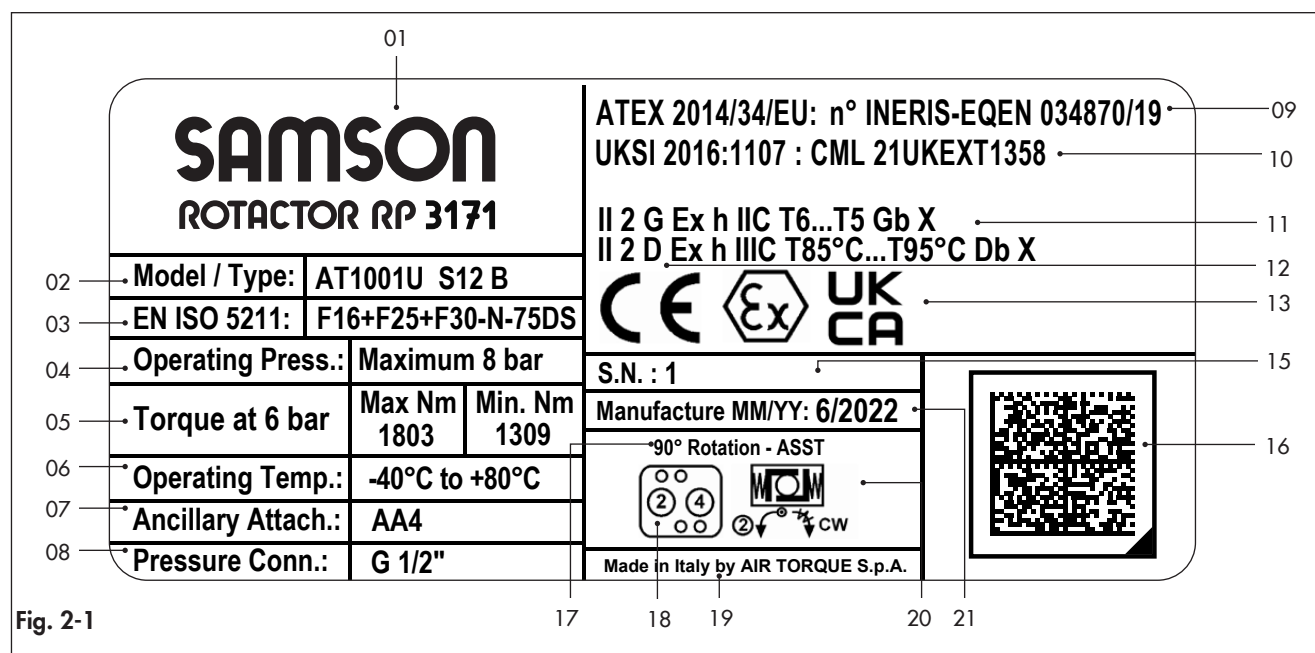 01
SAMSON
ROTACTOR RP 3171
02 Model / Type: AT1001U S12 B
03 EN ISO 5211: F16+F25+F30-N-75DS
04 Operating Press.: Maximum 8 bar
05 Torque at 6 bar Max Nm 1803 Min. Nm 1309
06 Operating Temp.: -40°C to +80°C
07 Ancillary Attach.: AA4
08 Pressure Conn.: G 1/2"
ATEX 2014/34/EU: n° INERIS-EQEN 034870/19 09
UKSI 2016:1107 : CML 21UKEXT1358 10
II 2 G Ex h IIC T6...T5 Gb X 11
II 2 D Ex h IIIC T85°C...T95°C Db X 12
CE Ex UK CA 13
S.N. : 1 15
Manufacture MM/YY: 6/2022
90° Rotation - ASST
2 4
2 CW
16
Made in Italy by AIR TORQUE S.p.A.
17 18 19 20 21
Fig. 2-1